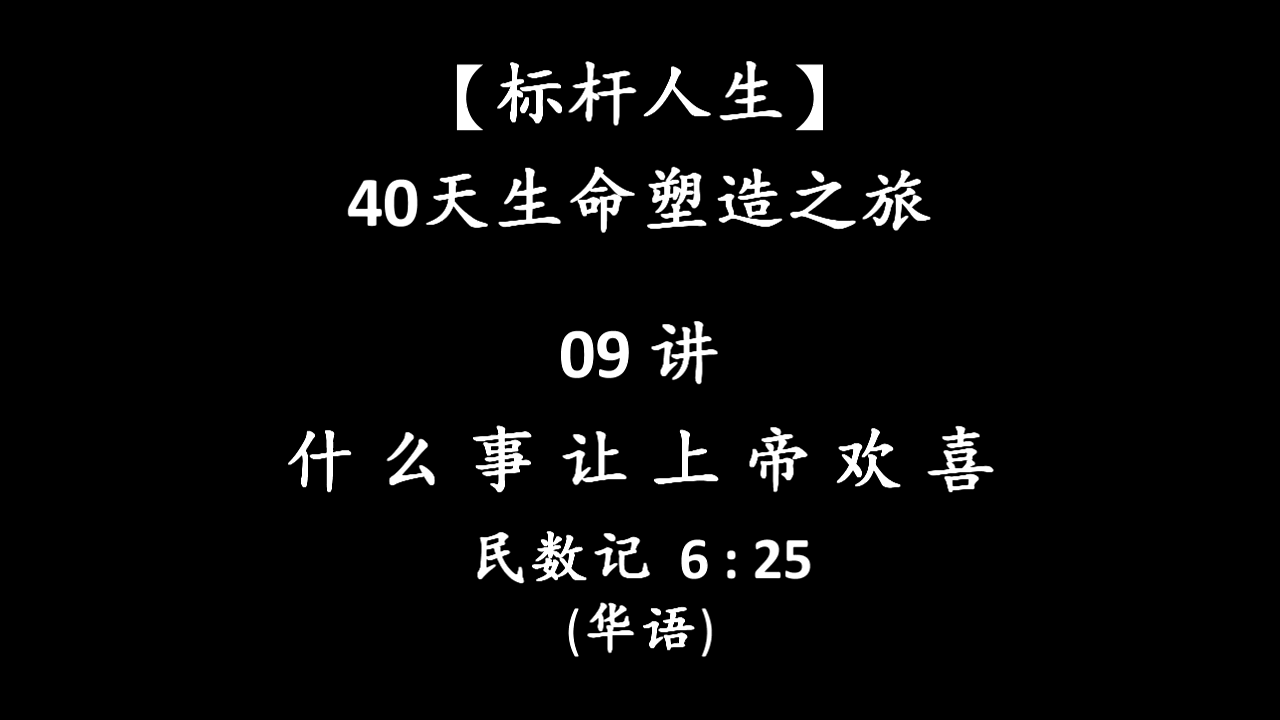 【标杆人生】
40天生命塑造之旅
09 讲
什么事让上帝欢喜
民数记 6 : 25
(华语)